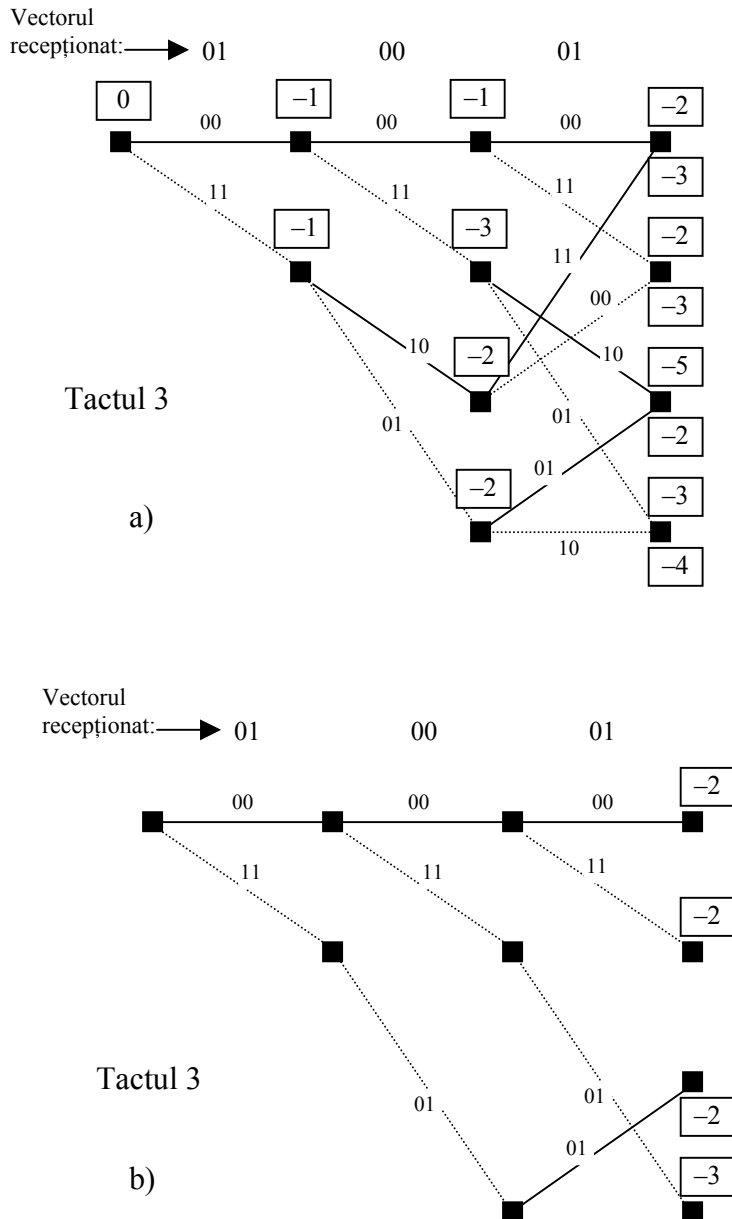 Vectorul
recepționat:
01 00 01
0 –1 –1 –2
00 00 00
–3
11 11 11
–2
–1 –3
11
00
–3
10 –2 10 –5
Tactul 3
01 01
–2
01
–2 –3
a)
10
–4
Vectorul
recepționat:
01 00 01
–2
00 00 00
11 11 11
–2
Tactul 3
01 01
–2
01
–3
b)